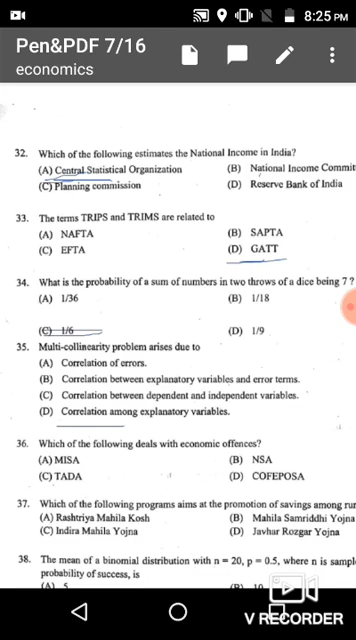 8:25 PM
Pen&PDF 7/16
economics
32. Which of the following estimates the National Income in India?
(A) Central Statistical Organization (B) National Income Commit
(C) Planning commission (D) Reserve Bank of India
33. The terms TRIPS and TRIMS are related to
(A) NAFTA (B) SAPTA
(C) EFTA (D) GATT
34. What is the probability of a sum of numbers in two throws of a dice being 7 ?
(A) 1/36 (B) 1/18
(C) 1/6 (D) 1/9
35. Multi-collinearity problem arises due to
(A) Correlation of errors.
(B) Correlation between explanatory variables and error terms.
(C) Correlation between dependent and independent variables.
(D) Correlation among explanatory variables.
36. Which of the following deals with economic offences?
(A) MISA (B) NSA
(C) TADA (D) COFEPOSA
37. Which of the following programs aims at the promotion of savings among rur
(A) Rashtriya Mahila Kosh (B) Mahila Samriddhi Yojna
(C) Indira Mahila Yojna (D) Javhar Rozgar Yojna
38. The mean of a binomial distribution with n = 20, p = 0.5, where n is sampl
probability of success, is
(A) 5 (B) 10
V RECORDER